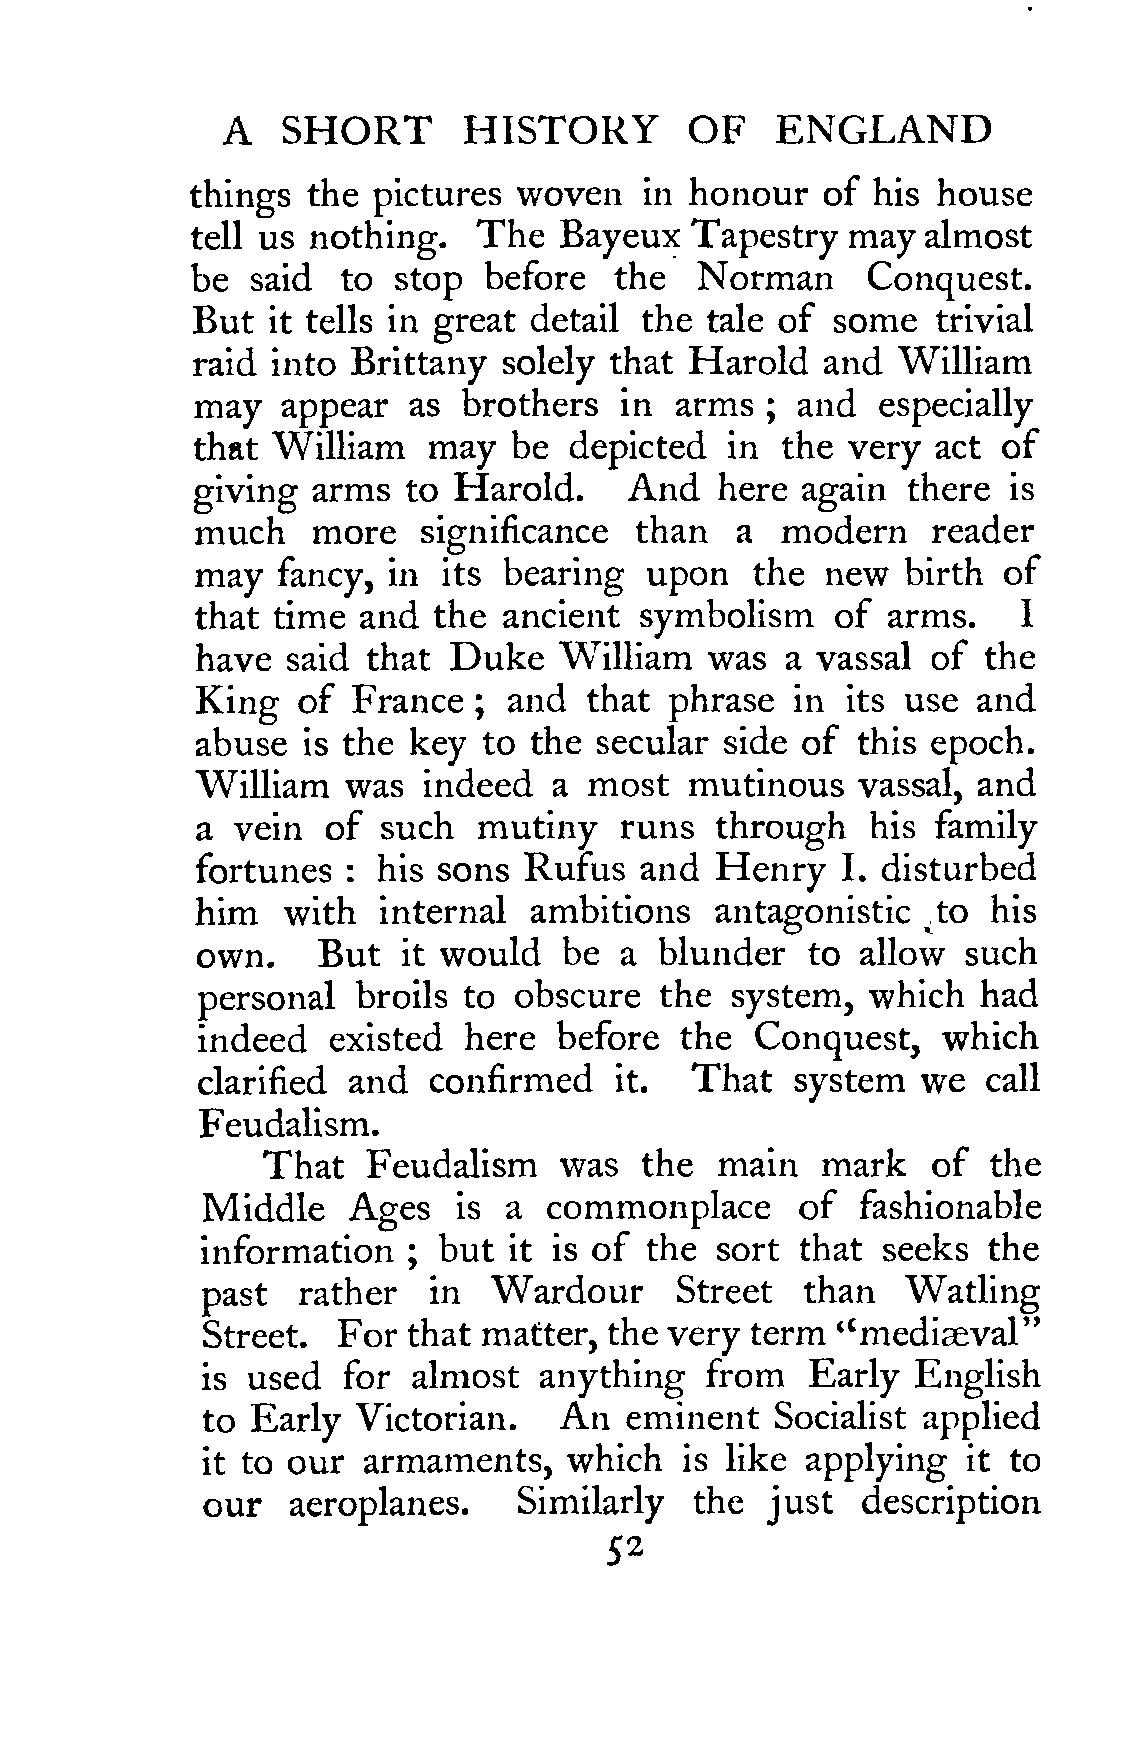 A SHORT HISTORY OF ENGLAND
things the pictures woven in honour of his house
tell us nothing. The Bayeux Tapestry may almost
be said to stop before the Norman Conquest.
But it tells in great detail the tale of some trivial
raid into Brittany solely that Harold and William
may appear as brothers in arms ; and especially
that William may be depicted in the very act of
giving arms to Harold. And here again there is
much more significance than a modern reader
may fancy, in its bearing upon the new birth of
that time and the ancient symbolism of arms. I
have said that Duke William was a vassal of the
King of France ; and that phrase in its use and
abuse is the key to the secular side of this epoch.
William was indeed a most mutinous vassal, and
a vein of such mutiny runs through his family
fortunes : his sons Rufus and Henry I. disturbed
him with internal ambitions antagonistic to his
own. But it would be a blunder to allow such
personal broils to obscure the system, which had
indeed existed here before the Conquest, which
clarified and confirmed it. That system we call
Feudalism.
That Feudalism was the main mark of the
Middle Ages is a commonplace of fashionable
information ; but it is of the sort that seeks the
past rather in Wardour Street than Watling
Street. For that matter, the very term "mediæval"
is used for almost anything from Early English
to Early Victorian. An eminent Socialist applied
it to our armaments, which is like applying it to
our aeroplanes. Similarly the just description
52